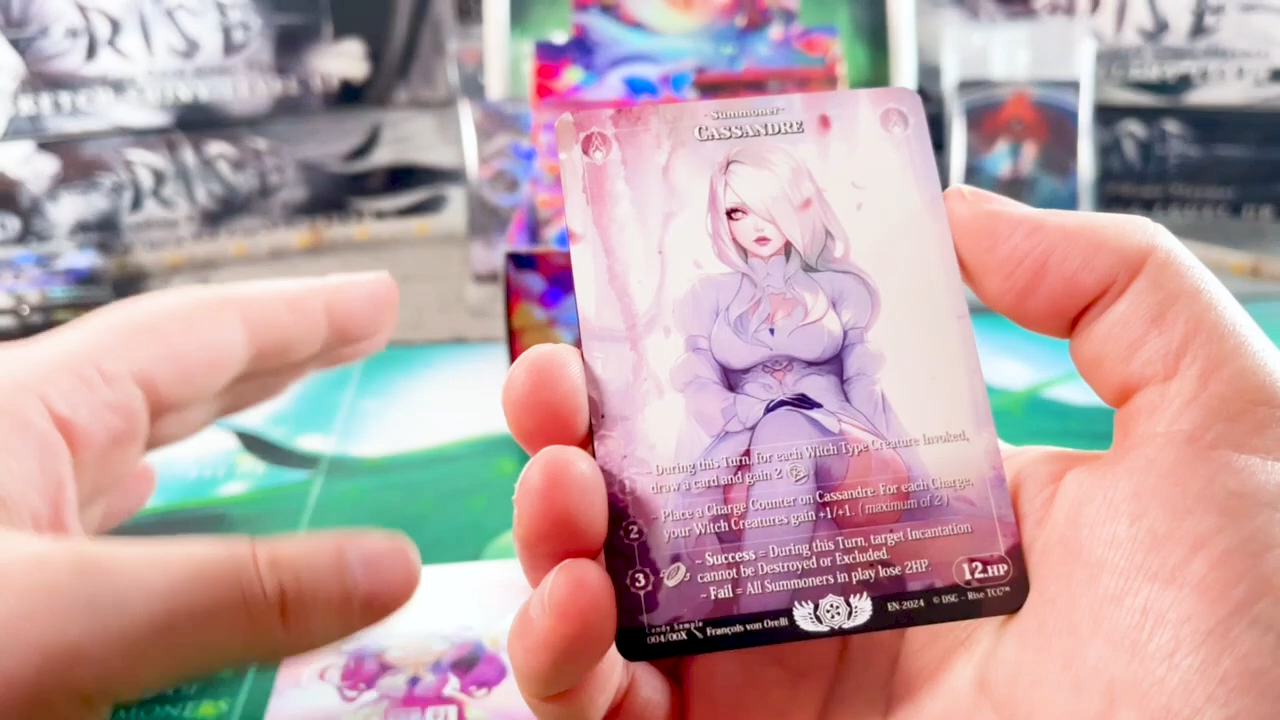 RISE
RISE
- Summoner -
CASSANDRE
1
~ During this Turn, for each Witch Type Creature Invoked,
draw a card and gain 2
2
~ Place a Charge Counter on Cassandre. For each Charge,
your Witch Creatures gain +1/+1. ( maximum of 2 )
3
~ Success = During this Turn, target Incantation
cannot be Destroyed or Excluded.
~ Fail = All Summoners in play lose 2HP.
12.HP
Candy Sample
004/00X
François von Orelli
EN-2024
© DSG - Rise TCG™